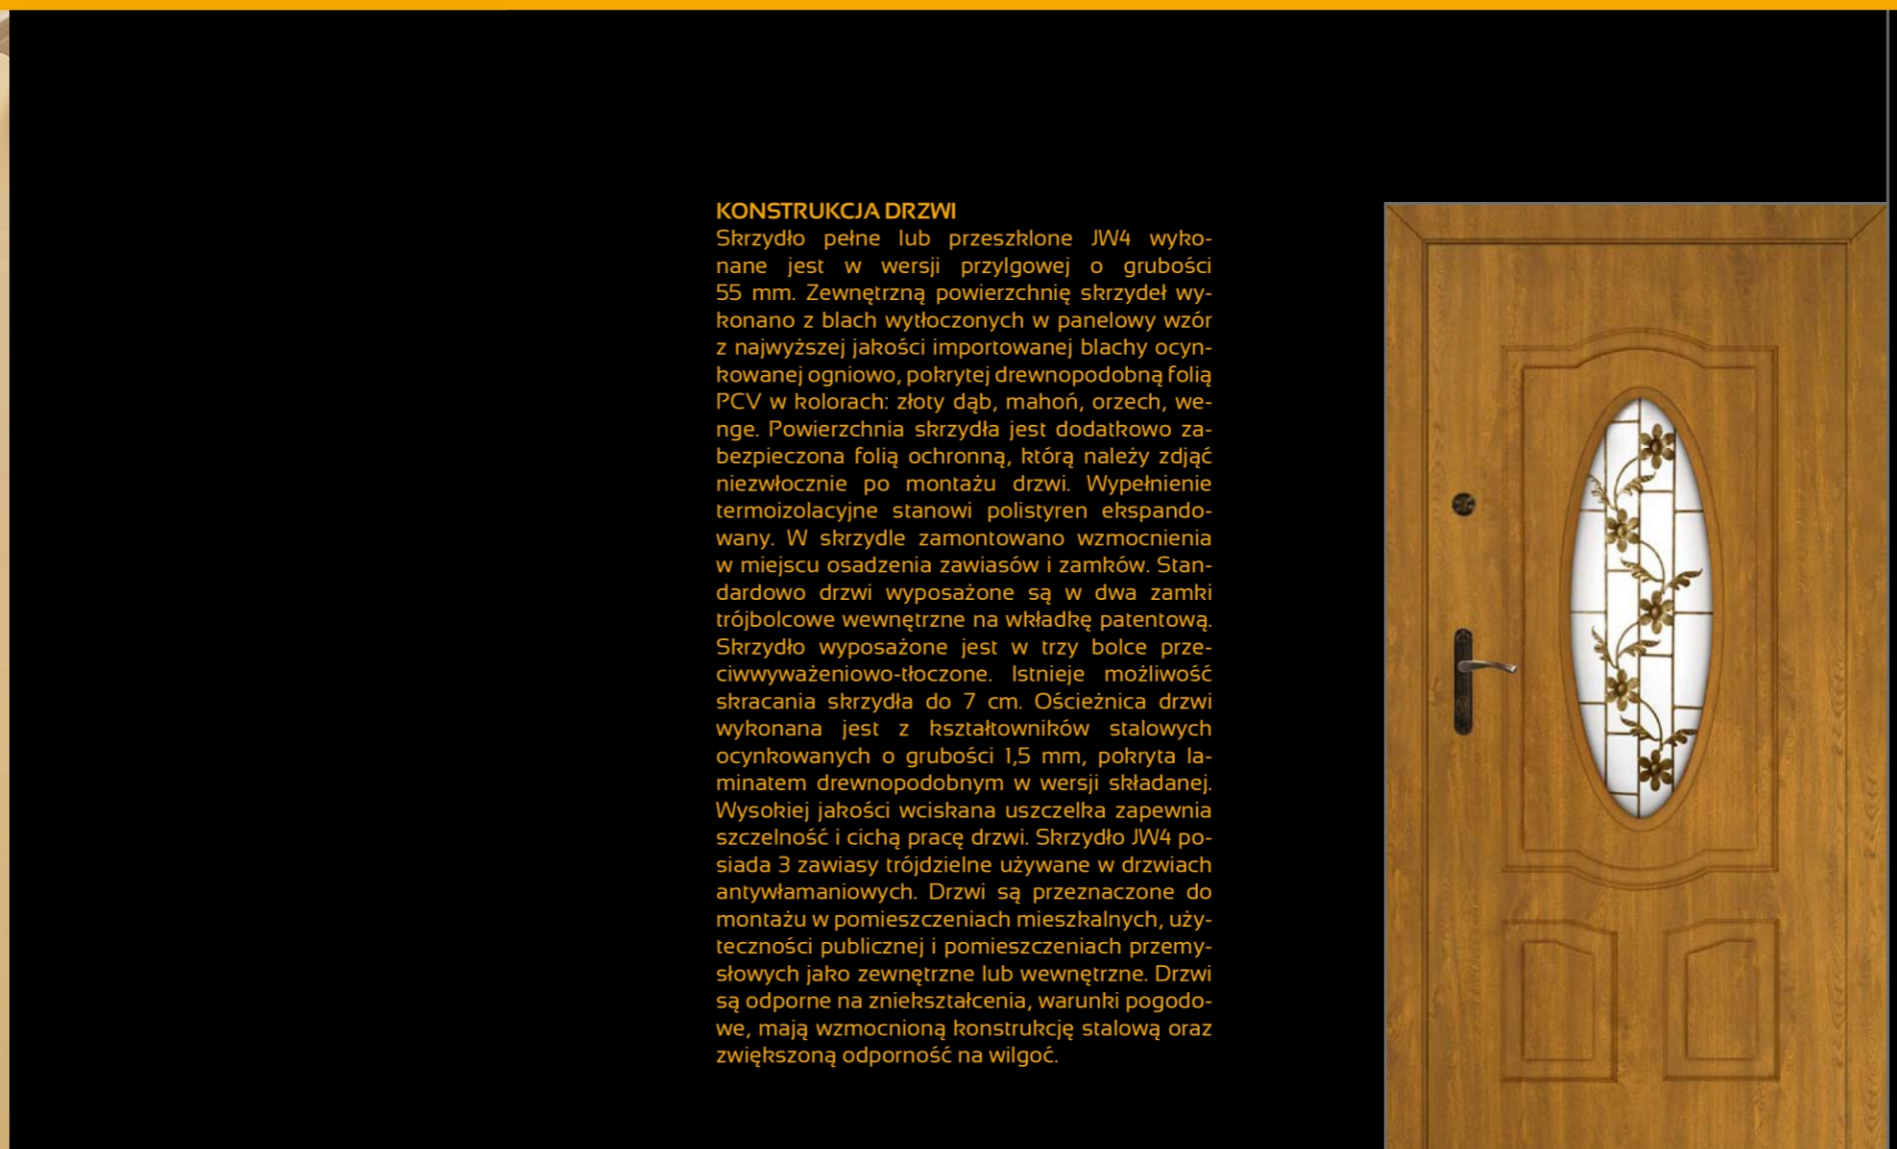 KONSTRUKCJA DRZWI
Skrzydło pełne lub przeszklone JW4 wyko-
nane jest w wersji przylgowej o grubości
55 mm. Zewnętrzną powierzchnię skrzydeł wy-
konano z blach wytłoczonych w panelowy wzór
z najwyższej jakości importowanej blachy ocyn-
kowanej ogniowo, pokrytej drewnopodobną folią
PCV w kolorach: złoty dąb, mahoń, orzech, we-
nge. Powierzchnia skrzydła jest dodatkowo za-
bezpieczona folią ochronną, którą należy zdjąć
niezwłocznie po montażu drzwi. Wypełnienie
termoizolacyjne stanowi polistyren ekspando-
wany. W skrzydle zamontowano wzmocnienia
w miejscu osadzenia zawiasów i zamków. Stan-
dardowo drzwi wyposażone są w dwa zamki
trójbolcowe wewnętrzne na wkładkę patentową.
Skrzydło wyposażone jest w trzy bolce prze-
ciwwyważeniowo-tłoczone. Istnieje możliwość
skracania skrzydła do 7 cm. Ościeżnica drzwi
wykonana jest z kształtowników stalowych
ocynkowanych o grubości 1,5 mm, pokryta la-
minatem drewnopodobnym w wersji składanej.
Wysokiej jakości wciskana uszczelka zapewnia
szczelność i cichą pracę drzwi. Skrzydło JW4 po-
siada 3 zawiasy trójdzielne używane w drzwiach
antywłamaniowych. Drzwi są przeznaczone do
montażu w pomieszczeniach mieszkalnych, uży-
teczności publicznej i pomieszczeniach przemy-
słowych jako zewnętrzne lub wewnętrzne. Drzwi
są odporne na zniekształcenia, warunki pogodo-
we, mają wzmocnioną konstrukcję stalową oraz
zwiększoną odporność na wilgoć.